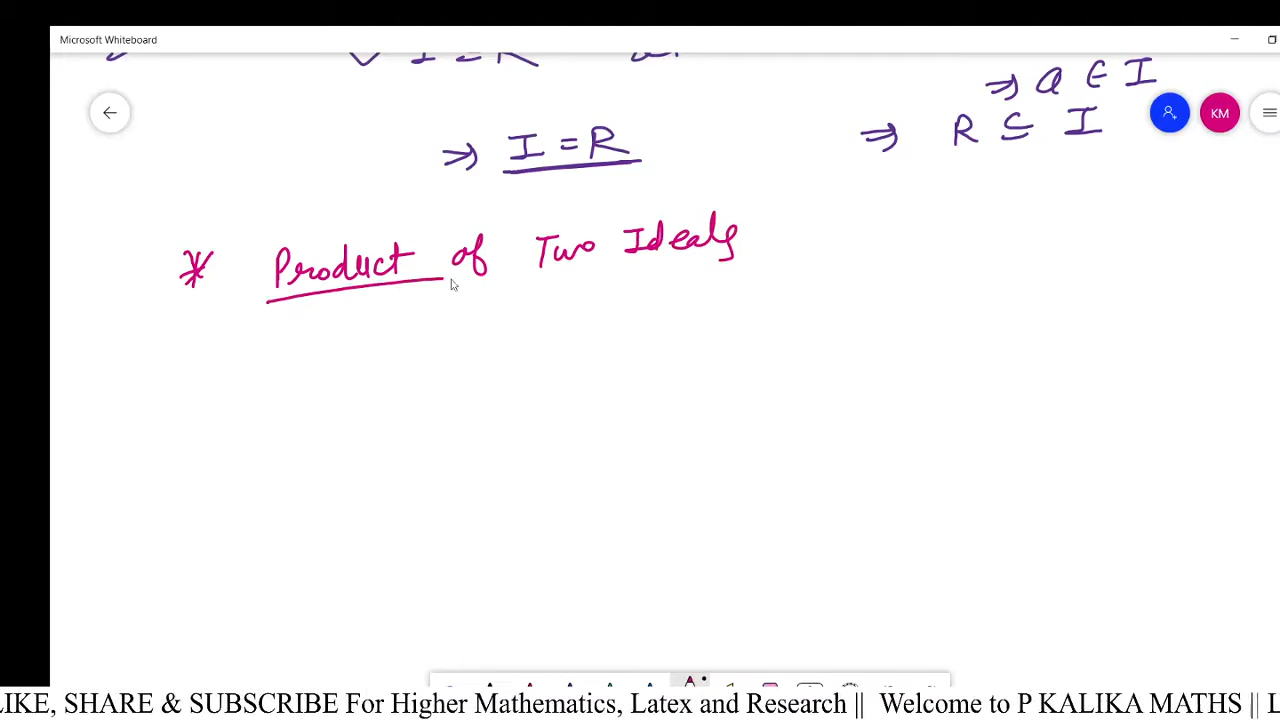 Microsoft Whiteboard
⇒ a ∈ I
KM
⇒ I = R
⇒ R ⊆ I
* Product of Two Ideals
LIKE, SHARE & SUBSCRIBE For Higher Mathematics, Latex and Research || Welcome to P KALIKA MATHS || L